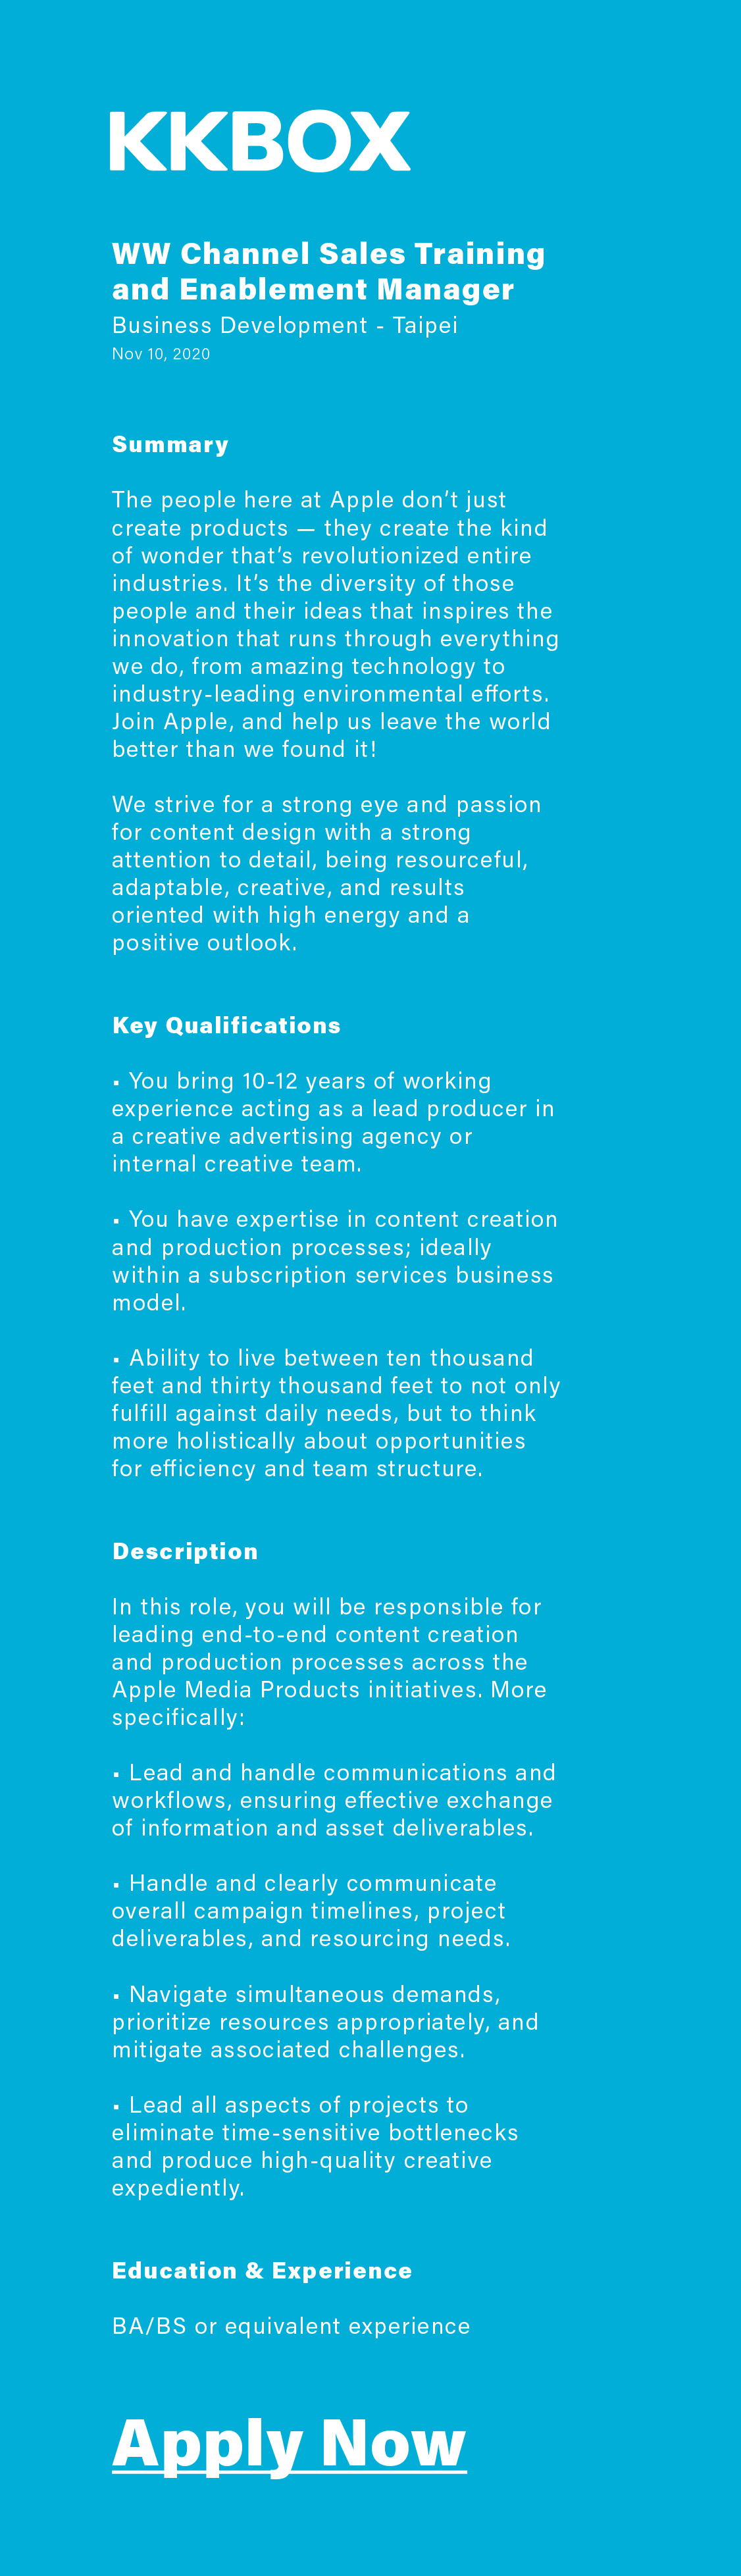 KKBOX
WW Channel Sales Training
and Enablement Manager
Business Development - Taipei
Nov 10, 2020
Summary
The people here at Apple don’t just
create products — they create the kind
of wonder that’s revolutionized entire
industries. It’s the diversity of those
people and their ideas that inspires the
innovation that runs through everything
we do, from amazing technology to
industry-leading environmental efforts.
Join Apple, and help us leave the world
better than we found it!
We strive for a strong eye and passion
for content design with a strong
attention to detail, being resourceful,
adaptable, creative, and results
oriented with high energy and a
positive outlook.
Key Qualifications
• You bring 10-12 years of working
experience acting as a lead producer in
a creative advertising agency or
internal creative team.
• You have expertise in content creation
and production processes; ideally
within a subscription services business
model.
• Ability to live between ten thousand
feet and thirty thousand feet to not only
fulfill against daily needs, but to think
more holistically about opportunities
for efficiency and team structure.
Description
In this role, you will be responsible for
leading end-to-end content creation
and production processes across the
Apple Media Products initiatives. More
specifically:
• Lead and handle communications and
workflows, ensuring effective exchange
of information and asset deliverables.
• Handle and clearly communicate
overall campaign timelines, project
deliverables, and resourcing needs.
• Navigate simultaneous demands,
prioritize resources appropriately, and
mitigate associated challenges.
• Lead all aspects of projects to
eliminate time-sensitive bottlenecks
and produce high-quality creative
expediently.
Education & Experience
BA/BS or equivalent experience
Apply Now